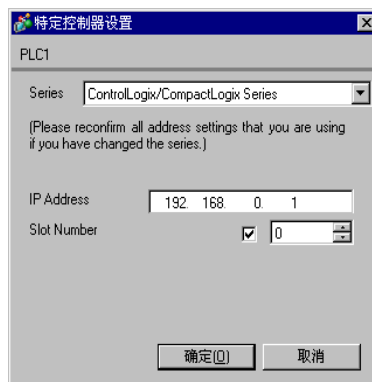 特定控制器设置
PLC1
Series ControlLogix/CompactLogix Series
(Please reconfirm all address settings that you are using
if you have changed the series.)
IP Address 192. 168. 0. 1
Slot Number 0
确定(O) 取消